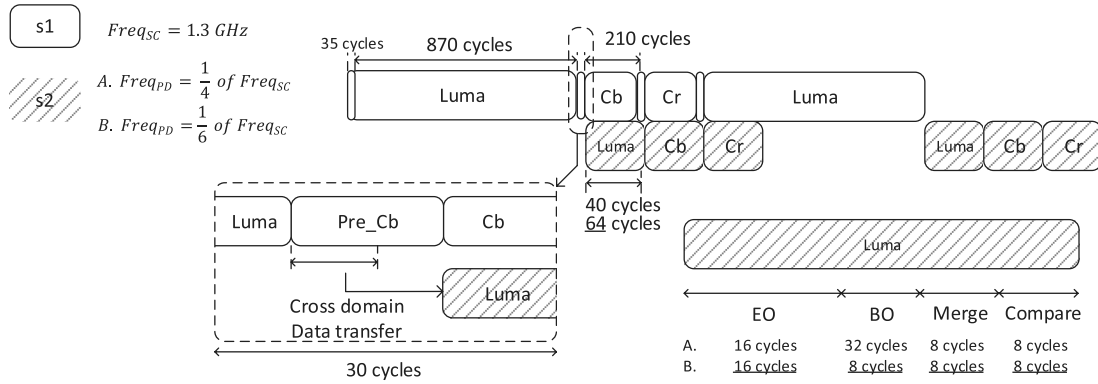 s1
Freq_SC = 1.3 GHz
s2
A. Freq_PD = 1/4 of Freq_SC
B. Freq_PD = 1/6 of Freq_SC
35 cycles
870 cycles
210 cycles
Luma
Cb
Cr
Luma
Luma
Cb
Cr
Luma
Cb
Cr
40 cycles
64 cycles
Luma
Pre_Cb
Cb
Luma
Cross domain
Data transfer
30 cycles
Luma
EO
BO
Merge
Compare
A. 16 cycles 32 cycles 8 cycles 8 cycles
B. 16 cycles 8 cycles 8 cycles 8 cycles